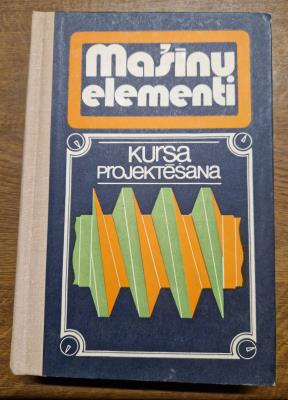 Mašīnu
elementi
kursa
projektēšana